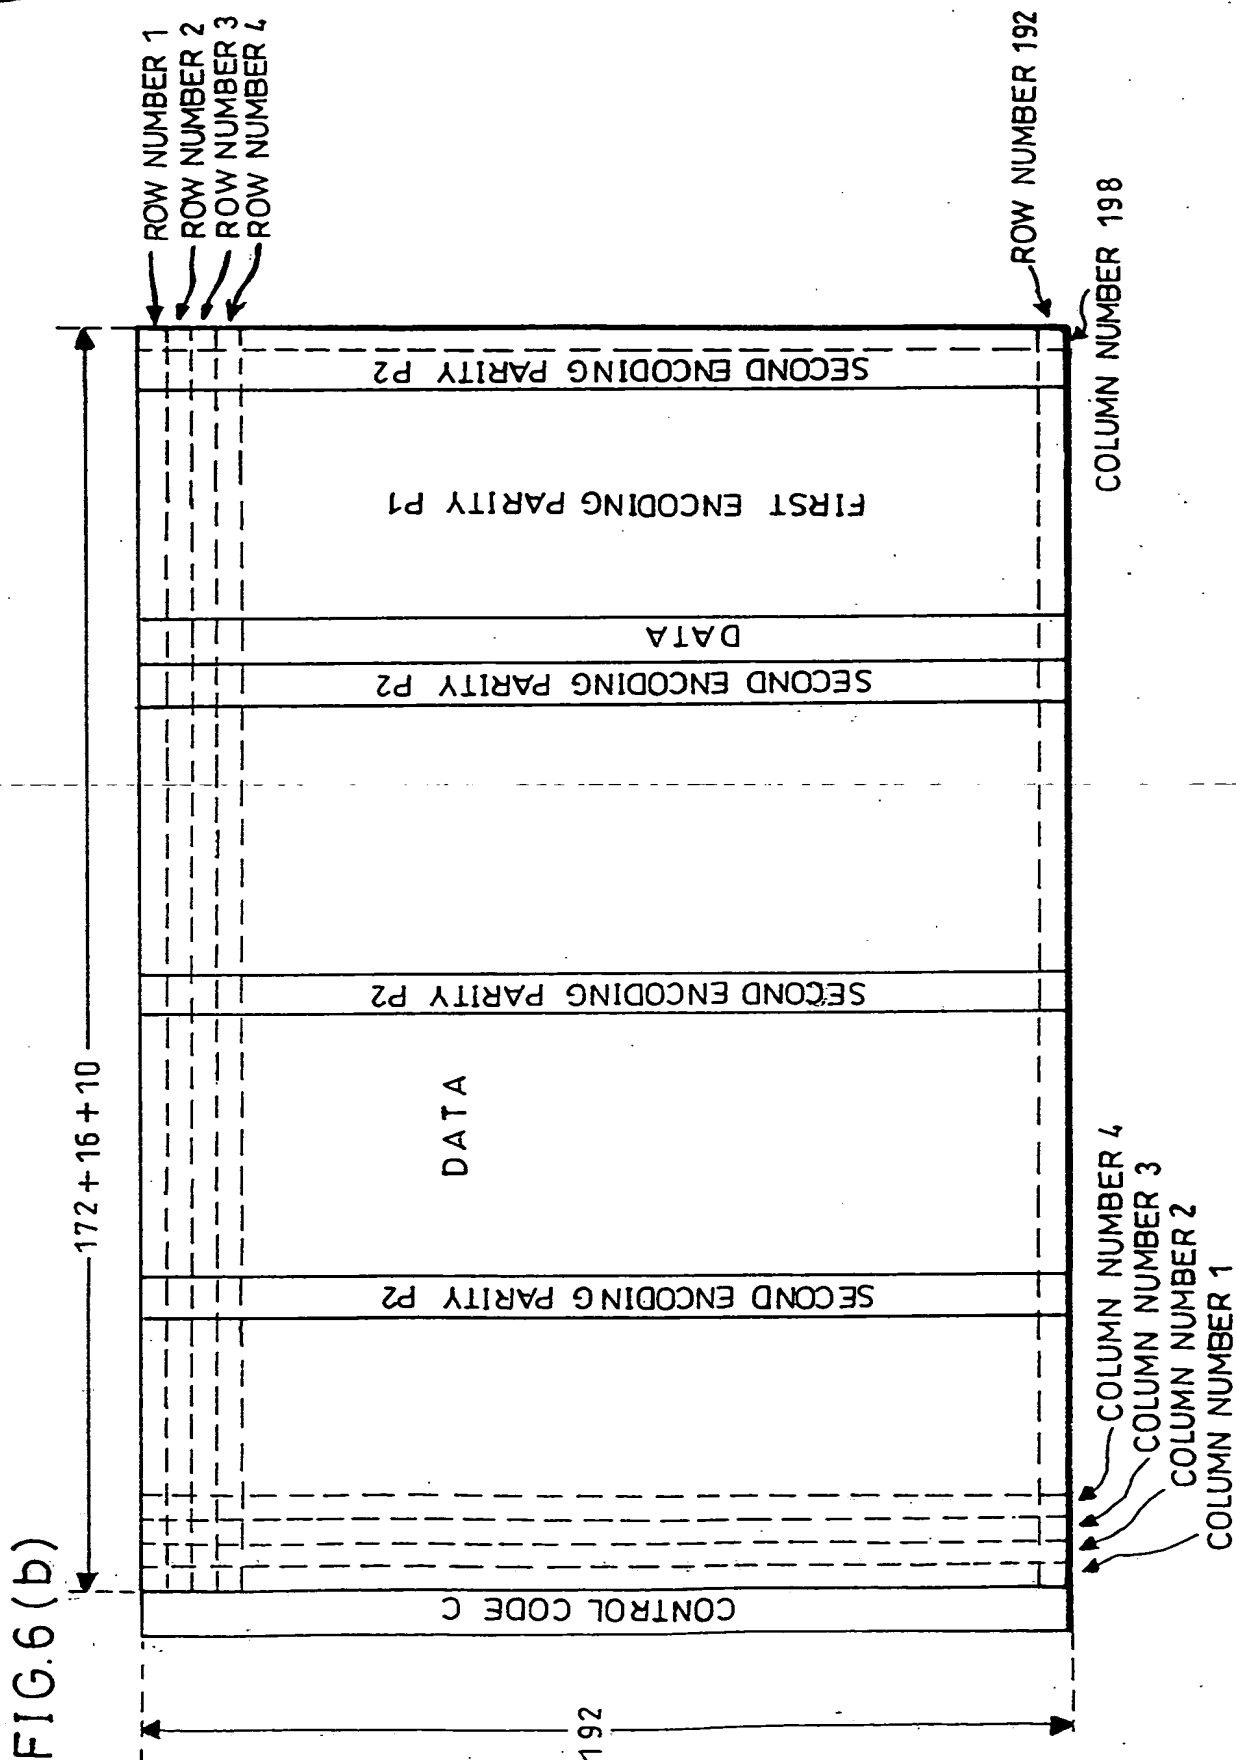 FIG.6 (b)
172+16+10
192
ROW NUMBER 1
ROW NUMBER 2
ROW NUMBER 3
ROW NUMBER 4
ROW NUMBER 192
CONTROL CODE C
SECOND ENCODING PARITY P2
DATA
SECOND ENCODING PARITY P2
SECOND ENCODING PARITY P2
DATA
FIRST ENCODING PARITY P1
SECOND ENCODING PARITY P2
COLUMN NUMBER 1
COLUMN NUMBER 2
COLUMN NUMBER 3
COLUMN NUMBER 4
COLUMN NUMBER 198